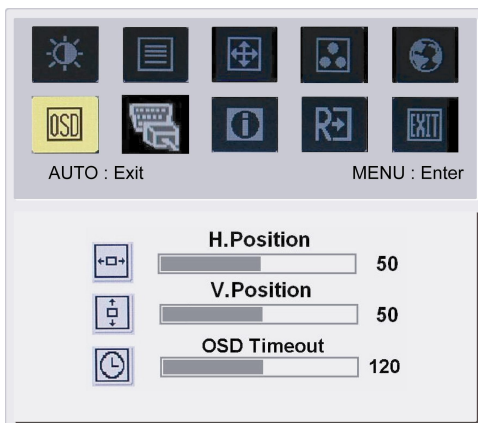 OSD
i
R
EXIT
AUTO : Exit MENU : Enter
H.Position
50
V.Position
50
OSD Timeout
120